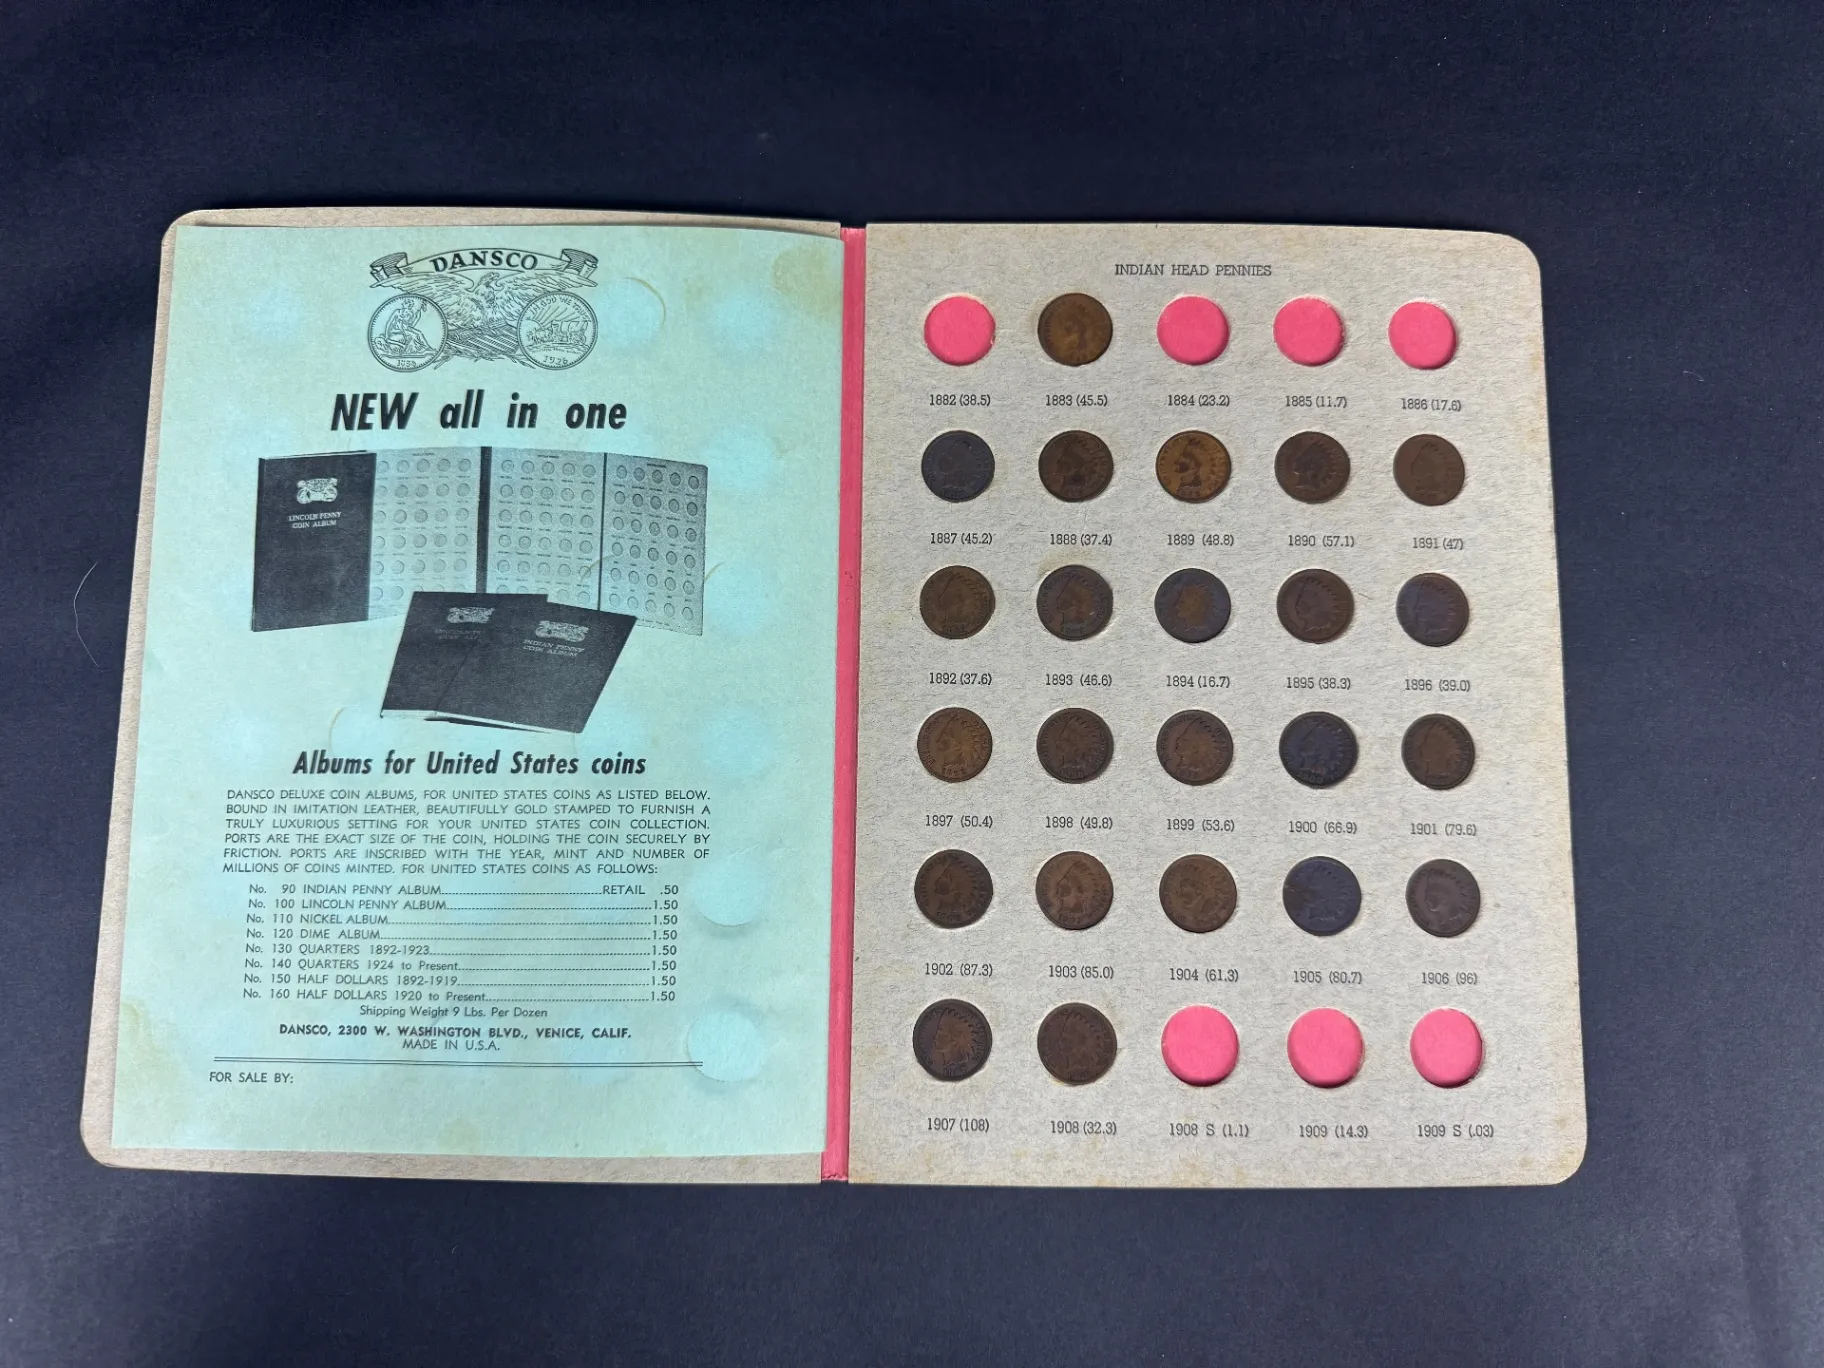 DANSCO
IN GOD WE TRUST
1928
NEW all in one
LINCOLN PENNY
COIN ALBUM
INDIAN PENNY
COIN ALBUM
Albums for United States coins
DANSCO DELUXE COIN ALBUMS, FOR UNITED STATES COINS AS LISTED BELOW.
BOUND IN IMITATION LEATHER, BEAUTIFULLY GOLD STAMPED TO FURNISH A
TRULY LUXURIOUS SETTING FOR YOUR UNITED STATES COIN COLLECTION.
PORTS ARE THE EXACT SIZE OF THE COIN, HOLDING THE COIN SECURELY BY
FRICTION. PORTS ARE INSCRIBED WITH THE YEAR, MINT AND NUMBER OF
MILLIONS OF COINS MINTED. FOR UNITED STATES COINS AS FOLLOWS:
No. 90 INDIAN PENNY ALBUM RETAIL .50
No. 100 LINCOLN PENNY ALBUM 1.50
No. 110 NICKEL ALBUM 1.50
No. 120 DIME ALBUM 1.50
No. 130 QUARTERS 1892-1923 1.50
No. 140 QUARTERS 1924 to Present 1.50
No. 150 HALF DOLLARS 1892-1919 1.50
No. 160 HALF DOLLARS 1920 to Present 1.50
Shipping Weight 9 Lbs. Per Dozen
DANSCO, 2300 W. WASHINGTON BLVD., VENICE, CALIF.
MADE IN U.S.A.
FOR SALE BY:
INDIAN HEAD PENNIES
1882 (38.5) 1883 (45.5) 1884 (23.2) 1885 (11.7) 1886 (17.6)
1887 (45.2) 1888 (37.4) 1889 (48.8) 1890 (57.1) 1891 (47)
1892 (37.6) 1893 (46.6) 1894 (16.7) 1895 (38.3) 1896 (39.0)
1897 (50.4) 1898 (49.8) 1899 (53.6) 1900 (66.9) 1901 (79.6)
1902 (87.3) 1903 (85.0) 1904 (61.3) 1905 (80.7) 1906 (96)
1907 (108) 1908 (32.3) 1908 S (1.1) 1909 (14.3) 1909 S (.03)